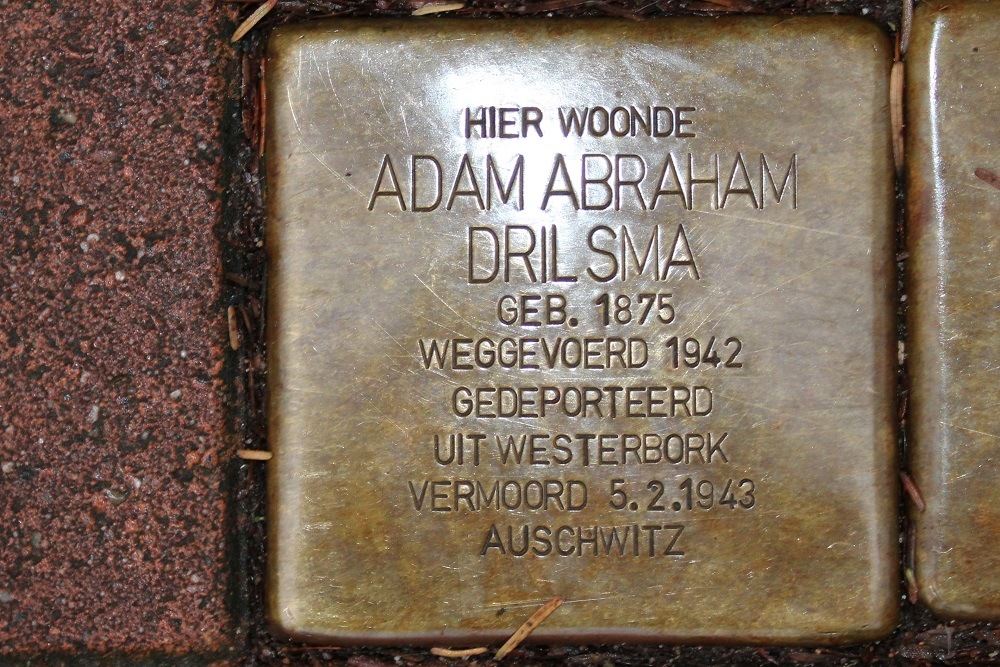 HIER WOONDE
ADAM ABRAHAM
DRILSMA
GEB. 1875
WEGGEVOERD 1942
GEDEPORTEERD
UIT WESTERBORK
VERMOORD 5.2.1943
AUSCHWITZ